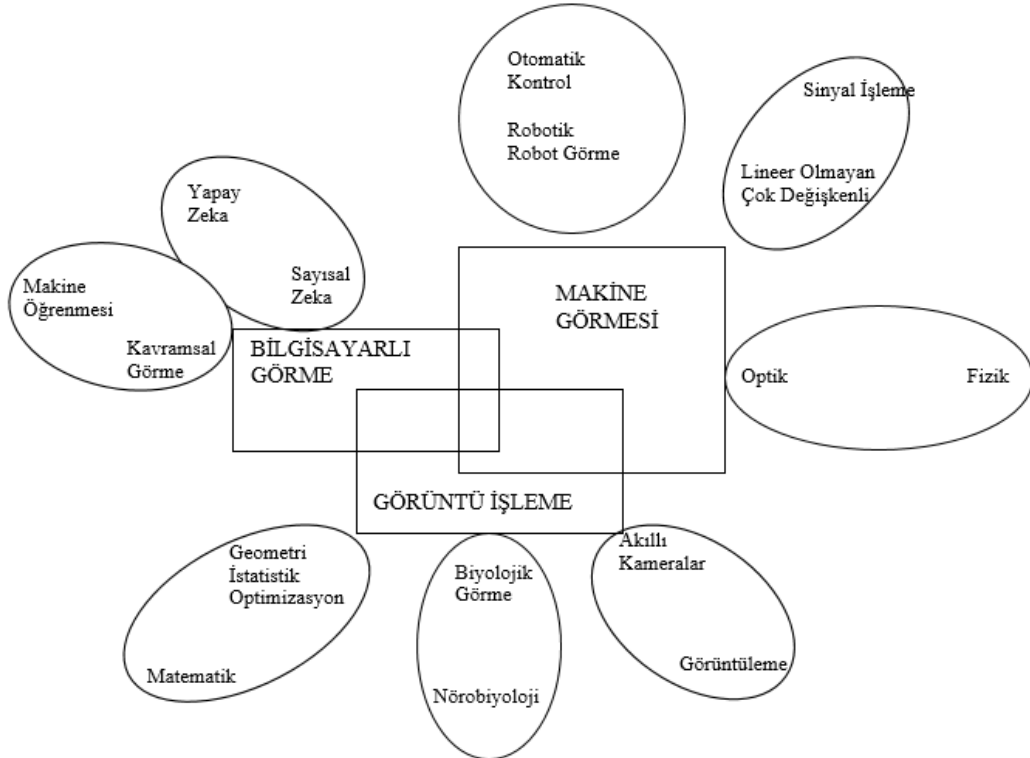 Otomatik
Kontrol
Robotik
Robot Görme
Sinyal İşleme
Lineer Olmayan
Çok Değişkenli
Yapay
Zeka
Sayısal
Zeka
Makine
Öğrenmesi
Kavramsal
Görme
MAKİNE
GÖRMESİ
BİLGİSAYARLI
GÖRME
Optik
Fizik
GÖRÜNTÜ İŞLEME
Geometri
İstatistik
Optimizasyon
Matematik
Biyolojik
Görme
Nörobiyoloji
Akıllı
Kameralar
Görüntüleme